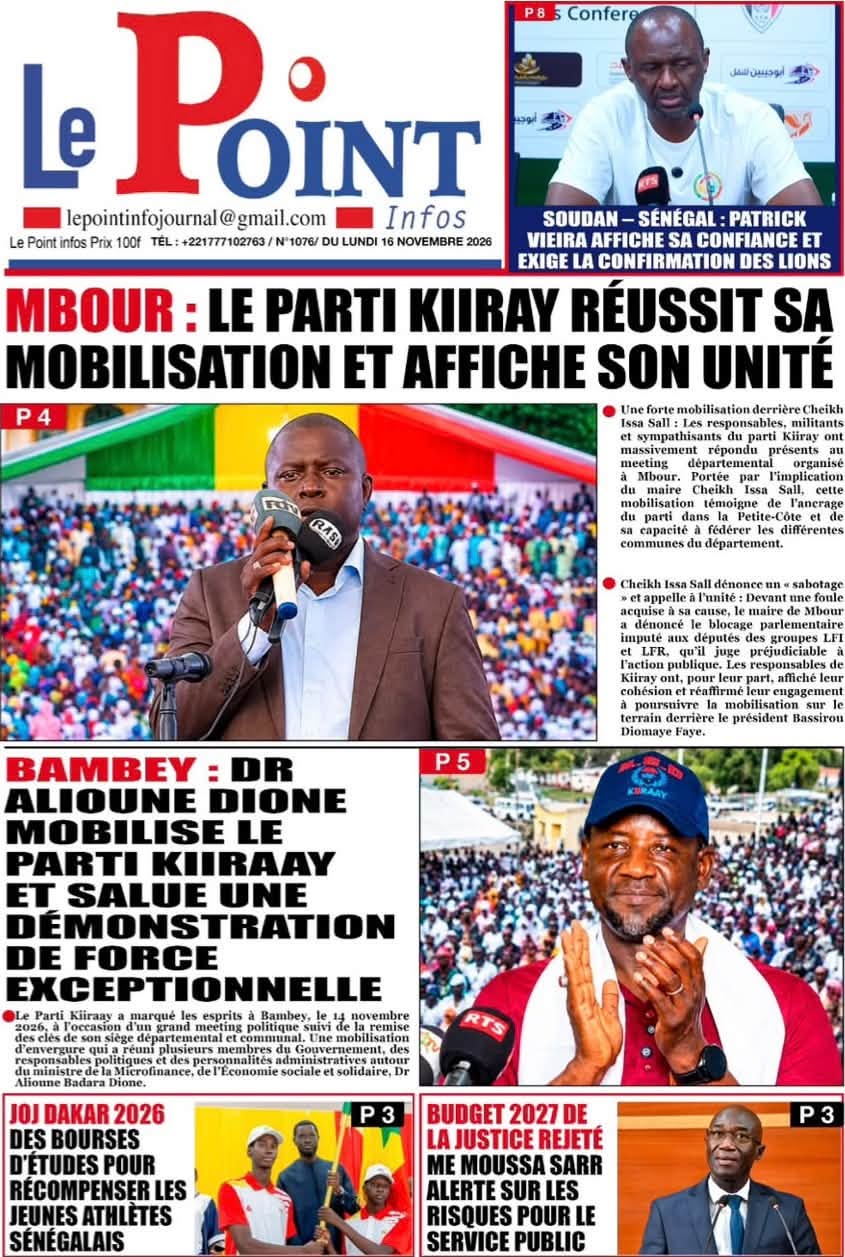 Le Point
Infos
lepointinfojournal@gmail.com
Le Point infos Prix 100f TÉL : +221777102763 / N°1076/ DU LUNDI 16 NOVEMBRE 2026
P 8
s Conferen
أبوجيبين للنقل
RTS
SOUDAN – SÉNÉGAL : PATRICK
VIEIRA AFFICHE SA CONFIANCE ET
EXIGE LA CONFIRMATION DES LIONS
MBOUR : LE PARTI KIIRAY RÉUSSIT SA
MOBILISATION ET AFFICHE SON UNITÉ
P 4
Une forte mobilisation derrière Cheikh
Issa Sall : Les responsables, militants
et sympathisants du parti Kiiray ont
massivement répondu présents au
meeting départemental organisé
à Mbour. Portée par l'implication
du maire Cheikh Issa Sall, cette
mobilisation témoigne de l'ancrage
du parti dans la Petite-Côte et de
sa capacité à fédérer les différentes
communes du département.
Cheikh Issa Sall dénonce un « sabotage
» et appelle à l'unité : Devant une foule
acquise à sa cause, le maire de Mbour
a dénoncé le blocage parlementaire
imputé aux députés des groupes LFI
et LFR, qu'il juge préjudiciable à
l'action publique. Les responsables de
Kiiray ont, pour leur part, affiché leur
cohésion et réaffirmé leur engagement
à poursuivre la mobilisation sur le
terrain derrière le président Bassirou
Diomaye Faye.
BAMBEY : DR
ALIOUNE DIONE
MOBILISE LE
PARTI KIIRAAY
ET SALUE UNE
DÉMONSTRATION
DE FORCE
EXCEPTIONNELLE
Le Parti Kiiraay a marqué les esprits à Bambey, le 14 novembre
2026, à l'occasion d'un grand meeting politique suivi de la remise
des clés de son siège départemental et communal. Une mobilisation
d'envergure qui a réuni plusieurs membres du Gouvernement, des
responsables politiques et des personnalités administratives autour
du ministre de la Microfinance, de l'Économie sociale et solidaire, Dr
Alioune Badara Dione.
P 5
KIIRAAY
RTS
JOJ DAKAR 2026
DES BOURSES
D'ÉTUDES POUR
RÉCOMPENSER LES
JEUNES ATHLÈTES
SÉNÉGALAIS
P 3
BUDGET 2027 DE
LA JUSTICE REJETÉ
ME MOUSSA SARR
ALERTE SUR LES
RISQUES POUR LE
SERVICE PUBLIC
P 3